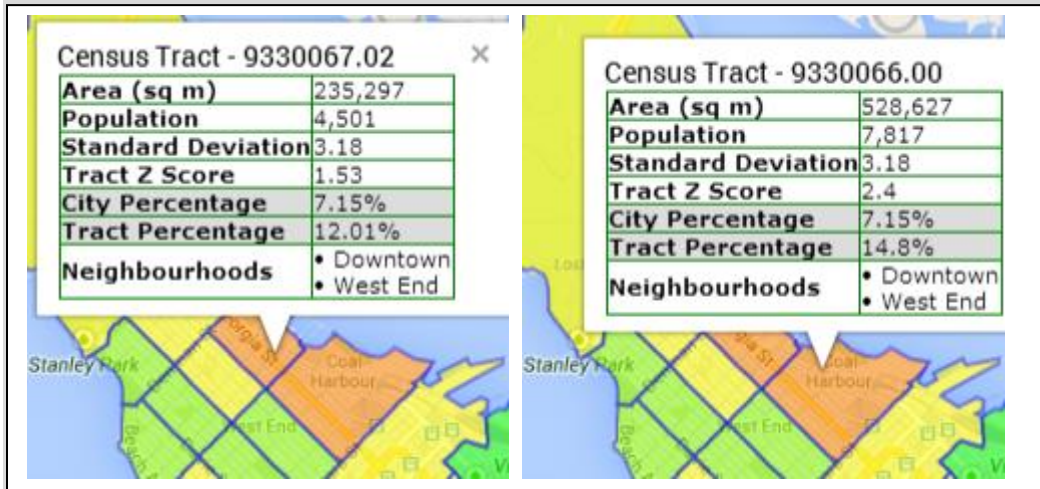 Census Tract - 9330067.02 ×
Area (sq m) 235,297
Population 4,501
Standard Deviation 3.18
Tract Z Score 1.53
City Percentage 7.15%
Tract Percentage 12.01%
Neighbourhoods • Downtown
• West End
Stanley Park
Coal
Harbour
West End
Census Tract - 9330066.00
Area (sq m) 528,627
Population 7,817
Standard Deviation 3.18
Tract Z Score 2.4
City Percentage 7.15%
Tract Percentage 14.8%
Neighbourhoods • Downtown
• West End
Stanley Park
Coal
Harbour
West End